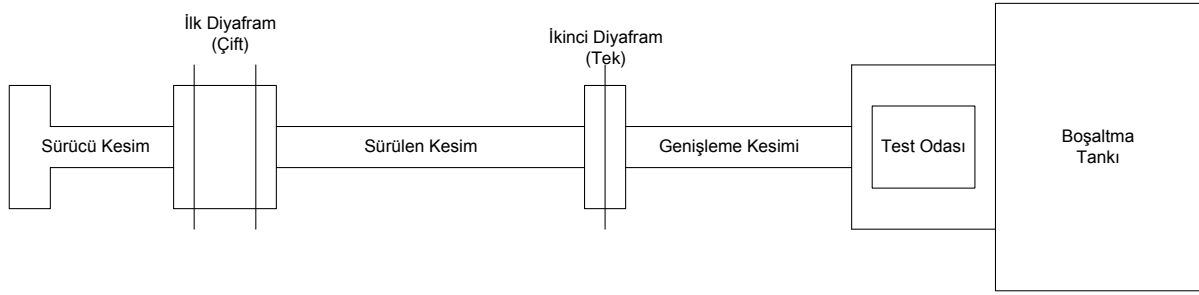 İlk Diyafram
(Çift)
İkinci Diyafram
(Tek)
Sürücü Kesim
Sürülen Kesim
Genişleme Kesimi
Test Odası
Boşaltma
Tankı